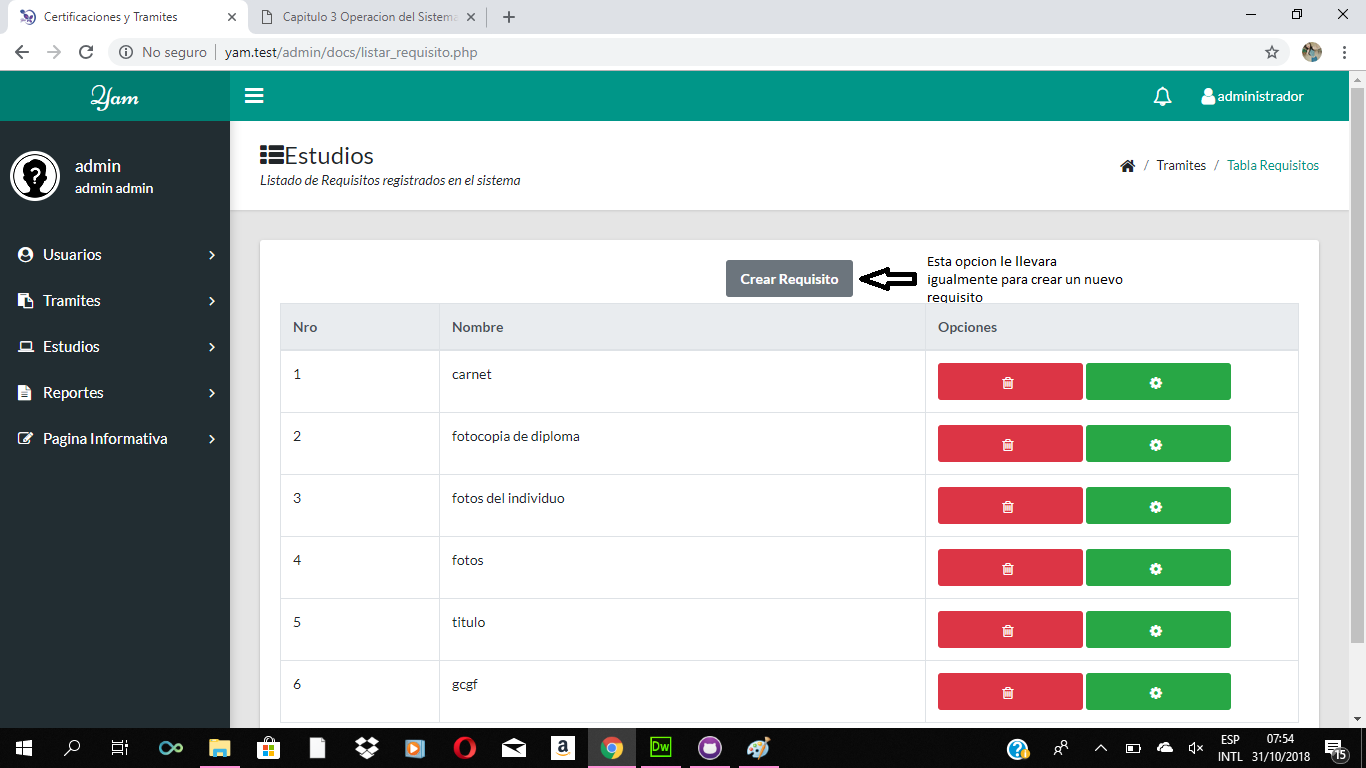 Certificaciones y Tramites
Capitulo 3 Operacion del Sistema
No seguro
yam.test/admin/docs/listar_requisito.php
Yam
administrador
admin
admin admin
Estudios
Listado de Requisitos registrados en el sistema
/ Tramites / Tabla Requisitos
Usuarios
Tramites
Estudios
Reportes
Pagina Informativa
Crear Requisito
Esta opcion le llevara
igualmente para crear un nuevo
requisito
Nro Nombre Opciones
1 carnet
2 fotocopia de diploma
3 fotos del individuo
4 fotos
5 titulo
6 gcgf
a
Dw
ESP
INTL
07:54
31/10/2018
15